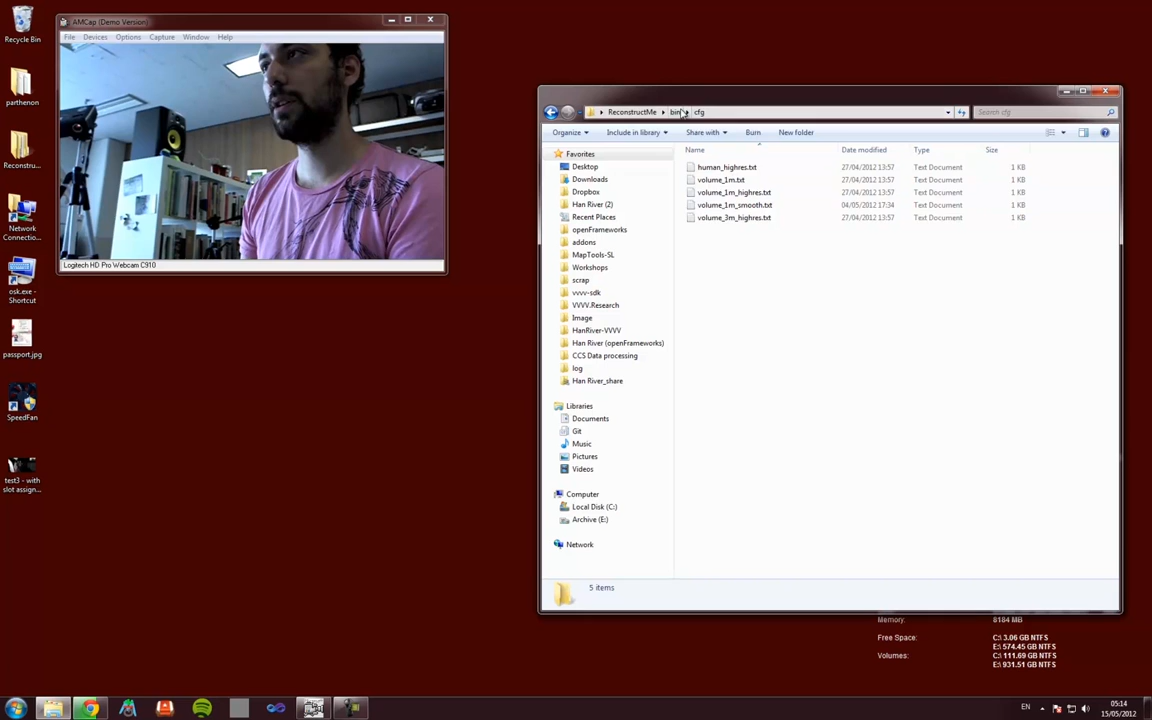 Recycle Bin
parthenon
Reconstruc...
Network Connectio...
osk.exe - Shortcut
passport.jpg
SpeedFan
test3 - with slot assign...
AMCap (Demo Version)
File Devices Options Capture Window Help
Logitech HD Pro Webcam C910
ReconstructMe bin cfg
Search cfg
Organize Include in library Share with Burn New folder
Name Date modified Type Size
human_highres.txt 27/04/2012 13:57 Text Document 1 KB
volume_1m.txt 27/04/2012 13:57 Text Document 1 KB
volume_1m_highres.txt 27/04/2012 13:57 Text Document 1 KB
volume_1m_smooth.txt 04/05/2012 17:34 Text Document 1 KB
volume_3m_highres.txt 27/04/2012 13:57 Text Document 1 KB
Favorites
Desktop
Downloads
Dropbox
Han River (2)
Recent Places
openFrameworks
addons
MapTools-SL
Workshops
scrap
vvvv-sdk
VVVV.Research
Image
HanRiver-VVVV
Han River (openFrameworks)
CCS Data processing
log
Han River_share
Libraries
Documents
Git
Music
Pictures
Videos
Computer
Local Disk (C:)
Archive (E:)
Network
5 items
Memory: 8184 MB
Free Space: C:\ 3.06 GB NTFS
E:\ 574.45 GB NTFS
Volumes: C:\ 111.69 GB NTFS
E:\ 931.51 GB NTFS
EN
05:14
15/05/2012